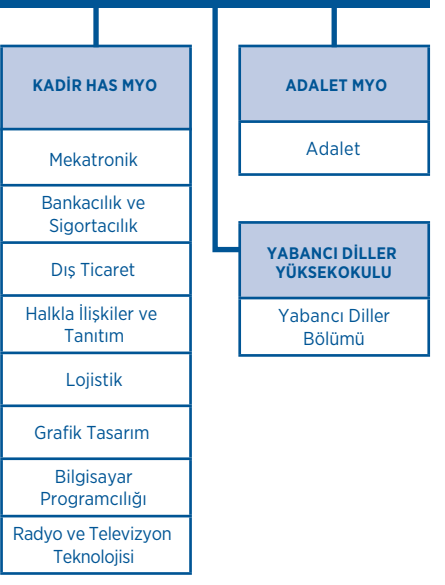 KADİR HAS MYO
Mekatronik
Bankacılık ve
Sigortacılık
Dış Ticaret
Halkla İlişkiler ve
Tanıtım
Lojistik
Grafik Tasarım
Bilgisayar
Programcılığı
Radyo ve Televizyon
Teknolojisi
ADALET MYO
Adalet
YABANCI DİLLER
YÜKSEKOKULU
Yabancı Diller
Bölümü